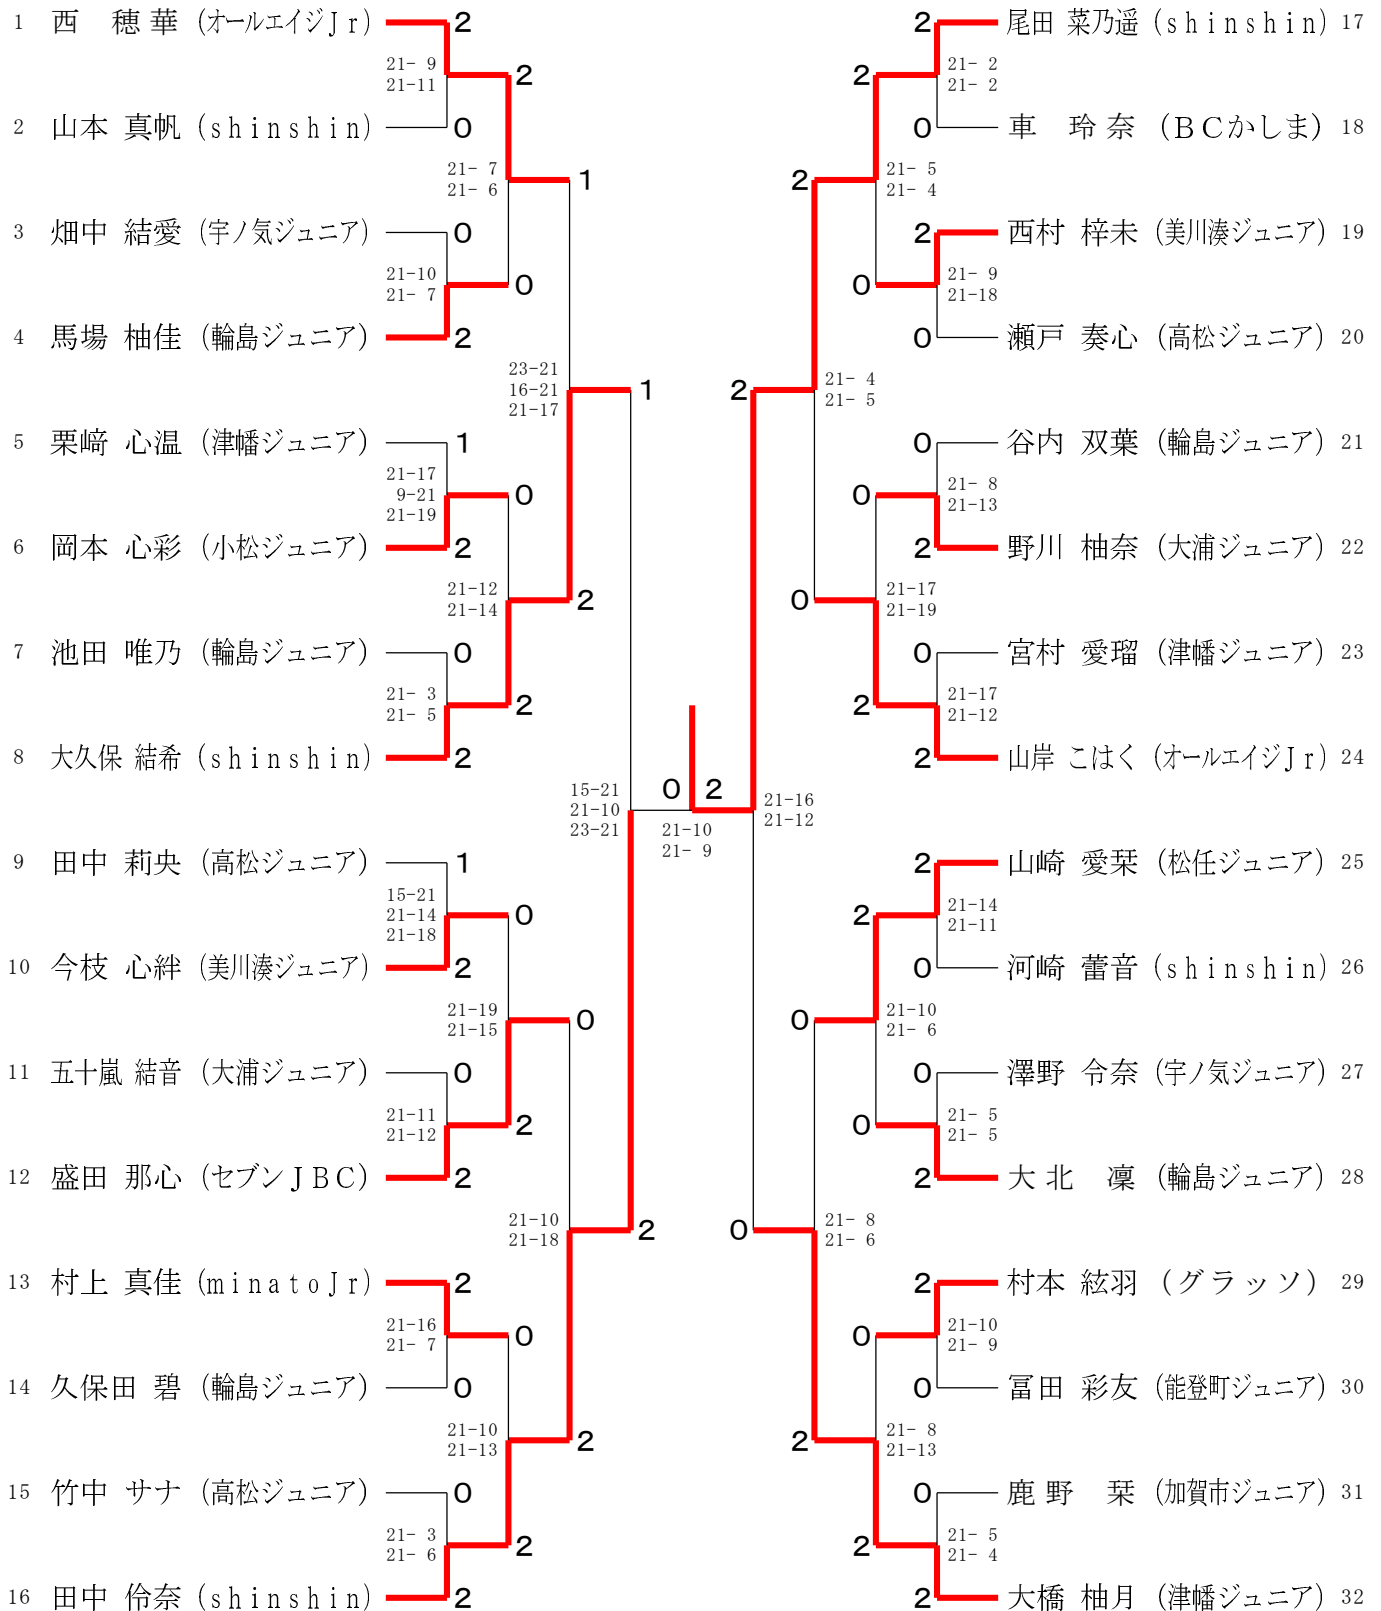 1 西　穂華 (オールエイジJr) 2
21- 9
21-11
2
2 山本 真帆 (shinshin) 0
21- 7
21- 6
1
3 畑中 結愛 (宇ノ気ジュニア) 0
21-10
21- 7
0
4 馬場 柚佳 (輪島ジュニア) 2
23-21
16-21
21-17
1
5 栗﨑 心温 (津幡ジュニア) 1
21-17
9-21
21-19
0
6 岡本 心彩 (小松ジュニア) 2
21-12
21-14
2
7 池田 唯乃 (輪島ジュニア) 0
21- 3
21- 5
2
8 大久保 結希 (shinshin) 2
15-21
21-10
23-21
0 2
21-10
21- 9
9 田中 莉央 (高松ジュニア) 1
15-21
21-14
21-18
0
10 今枝 心絆 (美川湊ジュニア) 2
21-19
21-15
0
11 五十嵐 結音 (大浦ジュニア) 0
21-11
21-12
2
12 盛田 那心 (セブンJBC) 2
21-10
21-18
2
13 村上 真佳 (minatoJr) 2
21-16
21- 7
0
14 久保田 碧 (輪島ジュニア) 0
21-10
21-13
2
15 竹中 サナ (高松ジュニア) 0
21- 3
21- 6
2
16 田中 伶奈 (shinshin) 2
2 尾田 菜乃遥 (shinshin) 17
21- 2
21- 2
2
0 車　玲奈 (BCかしま) 18
21- 5
21- 4
2
2 西村 梓未 (美川湊ジュニア) 19
21- 9
21-18
0
0 瀬戸 奏心 (高松ジュニア) 20
21- 4
21- 5
2
0 谷内 双葉 (輪島ジュニア) 21
21- 8
21-13
0
2 野川 柚奈 (大浦ジュニア) 22
21-17
21-19
0
0 宮村 愛瑠 (津幡ジュニア) 23
21-17
21-12
2
2 山岸 こはく (オールエイジJr) 24
21-16
21-12
2 山崎 愛栞 (松任ジュニア) 25
21-14
21-11
2
0 河崎 蕾音 (shinshin) 26
21-10
21- 6
0
0 澤野 令奈 (宇ノ気ジュニア) 27
21- 5
21- 5
0
2 大北　凜 (輪島ジュニア) 28
21- 8
21- 6
0
2 村本 絃羽 (グラッソ) 29
21-10
21- 9
0
0 冨田 彩友 (能登町ジュニア) 30
21- 8
21-13
2
0 鹿野　栞 (加賀市ジュニア) 31
21- 5
21- 4
2
2 大橋 柚月 (津幡ジュニア) 32